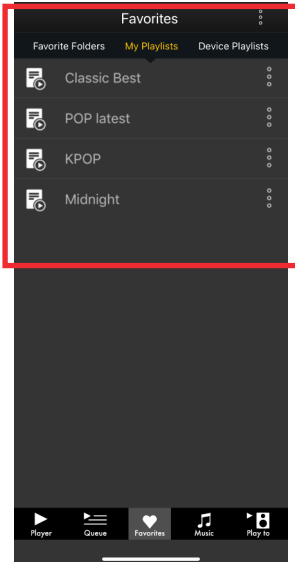 Favorites
Favorite Folders My Playlists Device Playlists
Classic Best
POP latest
KPOP
Midnight
Player Queue Favorites Music Play to